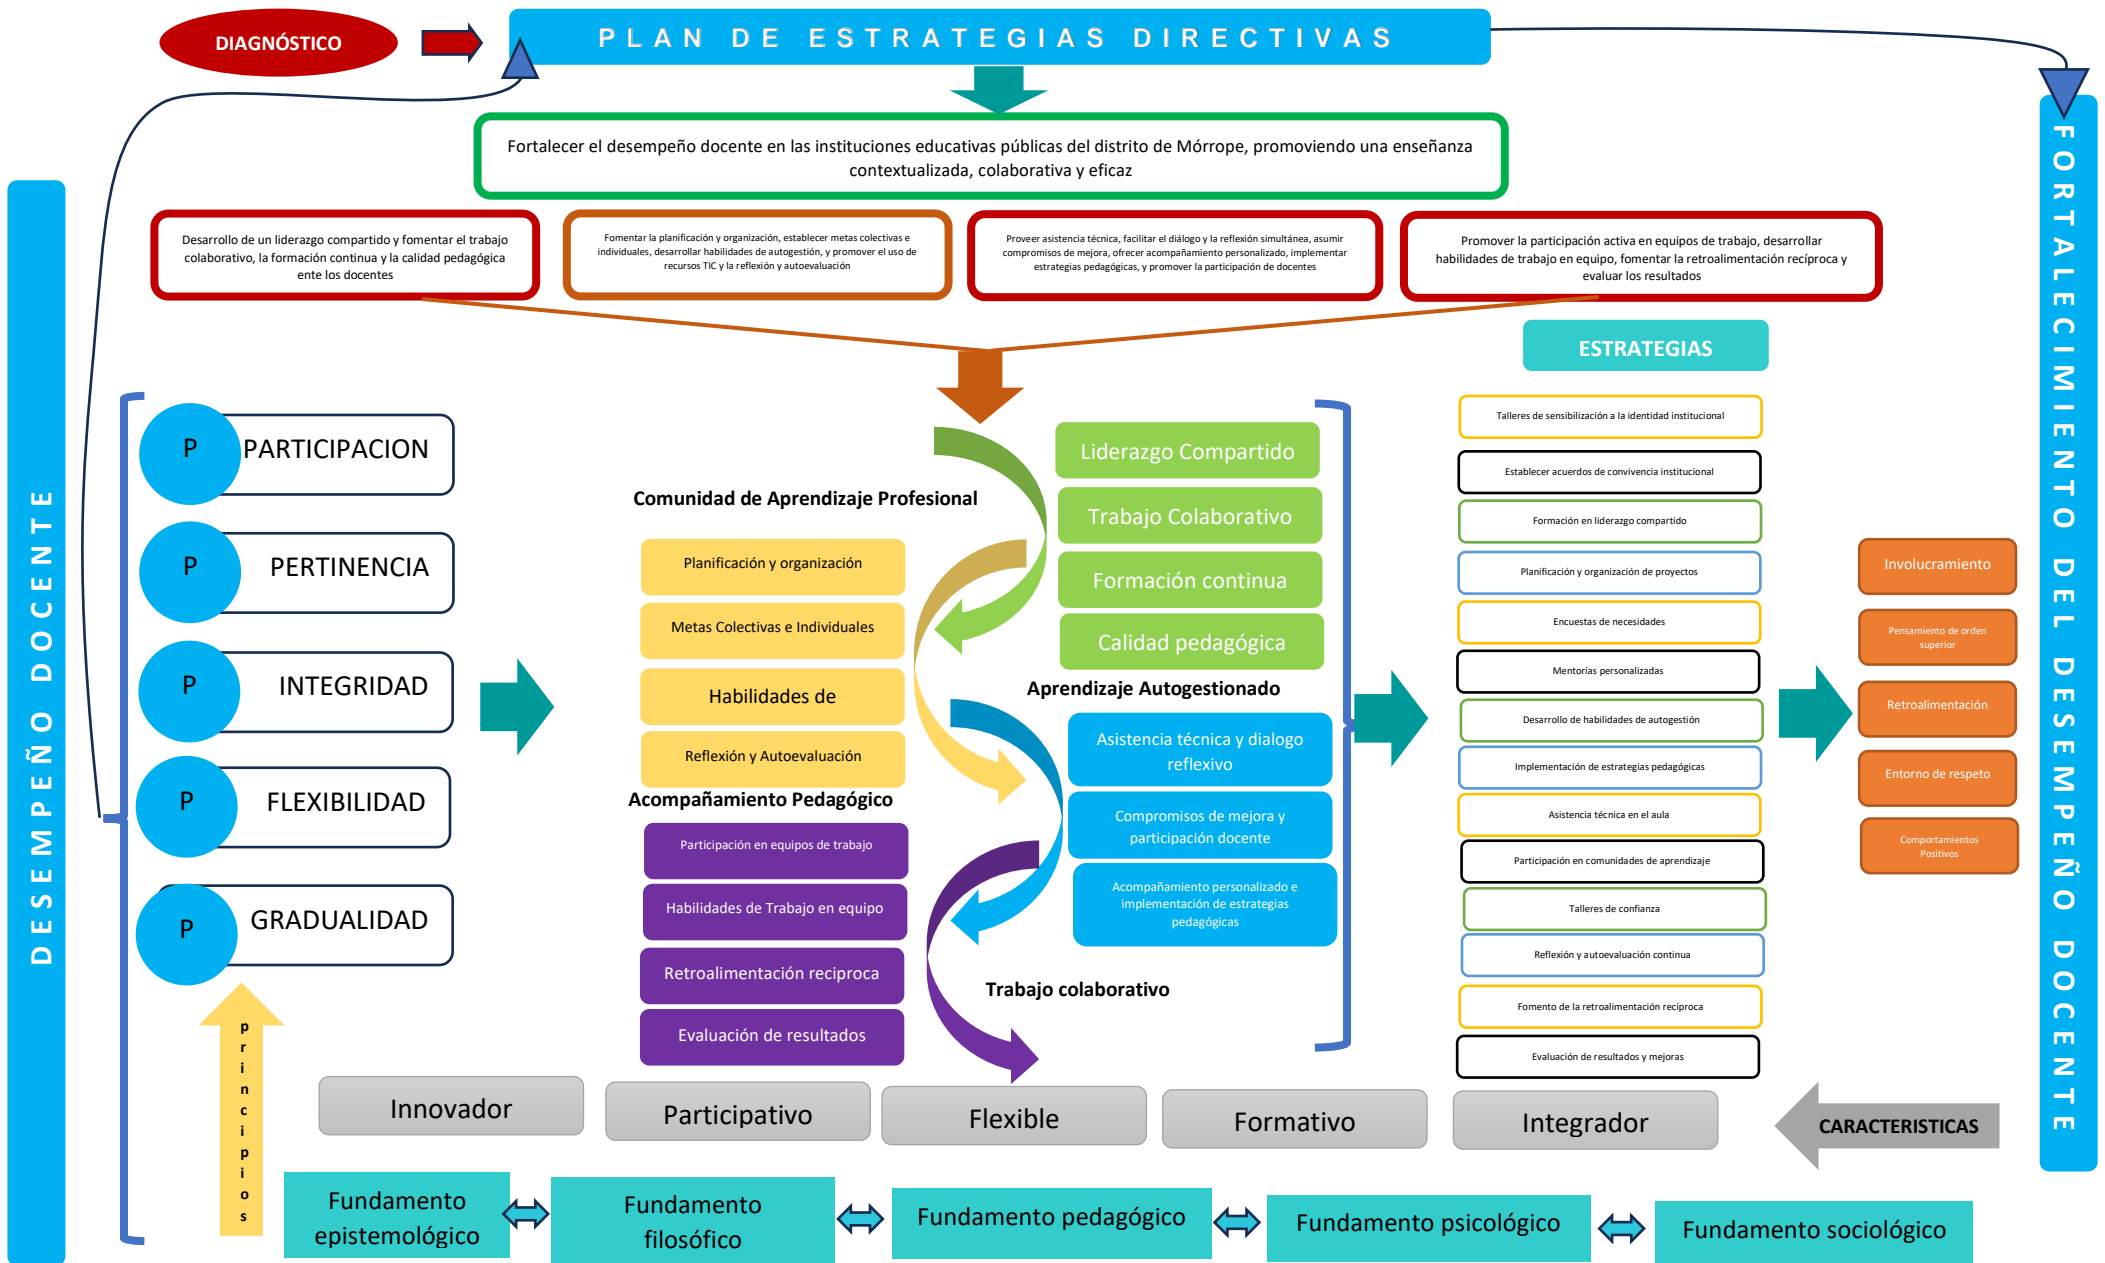 DIAGNÓSTICO
PLAN DE ESTRATEGIAS DIRECTIVAS
Fortalecer el desempeño docente en las instituciones educativas públicas del distrito de Mórrope, promoviendo una enseñanza
contextualizada, colaborativa y eficaz
Desarrollo de un liderazgo compartido y fomentar el trabajo
colaborativo, la formación continua y la calidad pedagógica
ente los docentes
Fomentar la planificación y organización, establecer metas colectivas e
individuales, desarrollar habilidades de autogestión, y promover el uso de
recursos TIC y la reflexión y autoevaluación
Proveer asistencia técnica, facilitar el diálogo y la reflexión simultánea, asumir
compromisos de mejora, ofrecer acompañamiento personalizado, implementar
estrategias pedagógicas, y promover la participación de docentes
Promover la participación activa en equipos de trabajo, desarrollar
habilidades de trabajo en equipo, fomentar la retroalimentación recíproca y
evaluar los resultados
DESEMPEÑO DOCENTE
P
PARTICIPACION
P
PERTINENCIA
P
INTEGRIDAD
P
FLEXIBILIDAD
P
GRADUALIDAD
principios
Comunidad de Aprendizaje Profesional
Planificación y organización
Metas Colectivas e Individuales
Habilidades de
Reflexión y Autoevaluación
Acompañamiento Pedagógico
Participación en equipos de trabajo
Habilidades de Trabajo en equipo
Retroalimentación reciproca
Evaluación de resultados
Liderazgo Compartido
Trabajo Colaborativo
Formación continua
Calidad pedagógica
Aprendizaje Autogestionado
Asistencia técnica y dialogo
reflexivo
Compromisos de mejora y
participación docente
Acompañamiento personalizado e
implementación de estrategias
pedagógicas
Trabajo colaborativo
ESTRATEGIAS
Talleres de sensibilización a la identidad institucional
Establecer acuerdos de convivencia institucional
Formación en liderazgo compartido
Planificación y organización de proyectos
Encuestas de necesidades
Mentorías personalizadas
Desarrollo de habilidades de autogestión
Implementación de estrategias pedagógicas
Asistencia técnica en el aula
Participación en comunidades de aprendizaje
Talleres de confianza
Reflexión y autoevaluación continua
Fomento de la retroalimentación recíproca
Evaluación de resultados y mejoras
Involucramiento
Pensamiento de orden
superior
Retroalimentación
Entorno de respeto
Comportamientos
Positivos
FORTALECIMIENTO DEL DESEMPEÑO DOCENTE
Innovador
Participativo
Flexible
Formativo
Integrador
CARACTERISTICAS
Fundamento
epistemológico
Fundamento
filosófico
Fundamento pedagógico
Fundamento psicológico
Fundamento sociológico